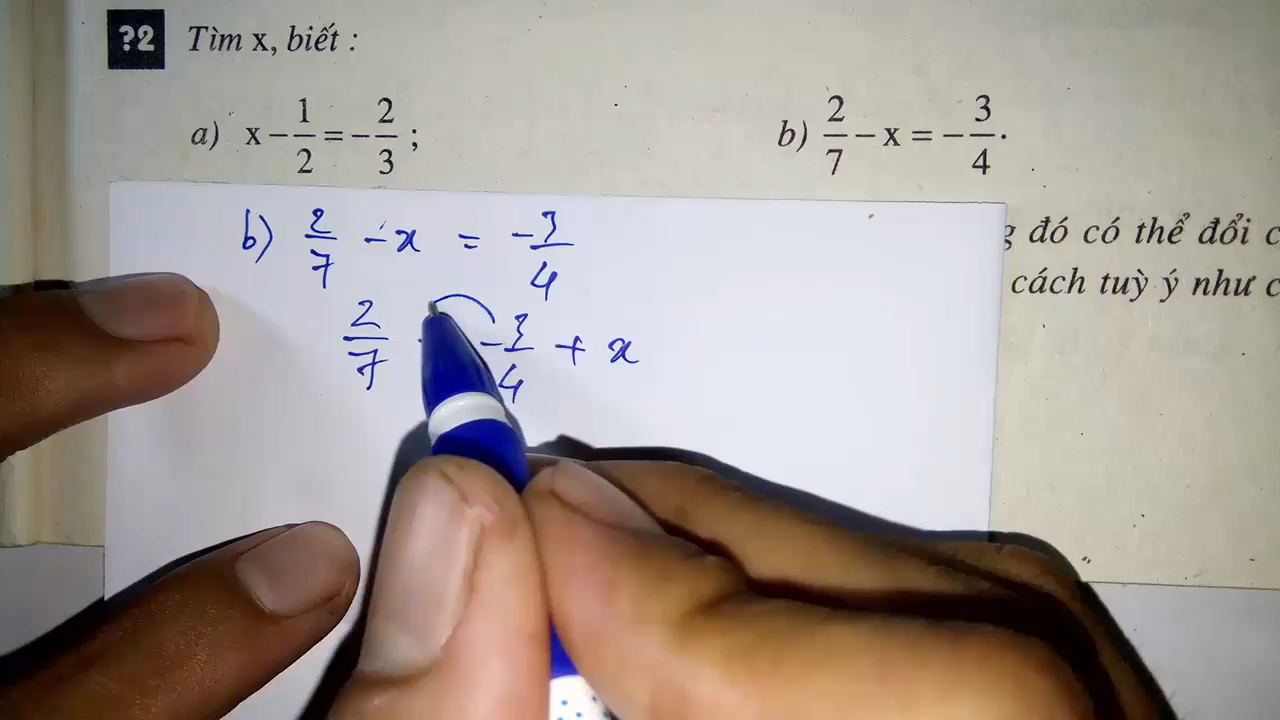 ?2 Tìm x, biết :
a) x − 1/2 = − 2/3 ;
b) 2/7 − x = − 3/4 .
đó có thể đổi
cách tuỳ ý như
b) 2/7 − x = −3/4
2/7 −3/4 + x